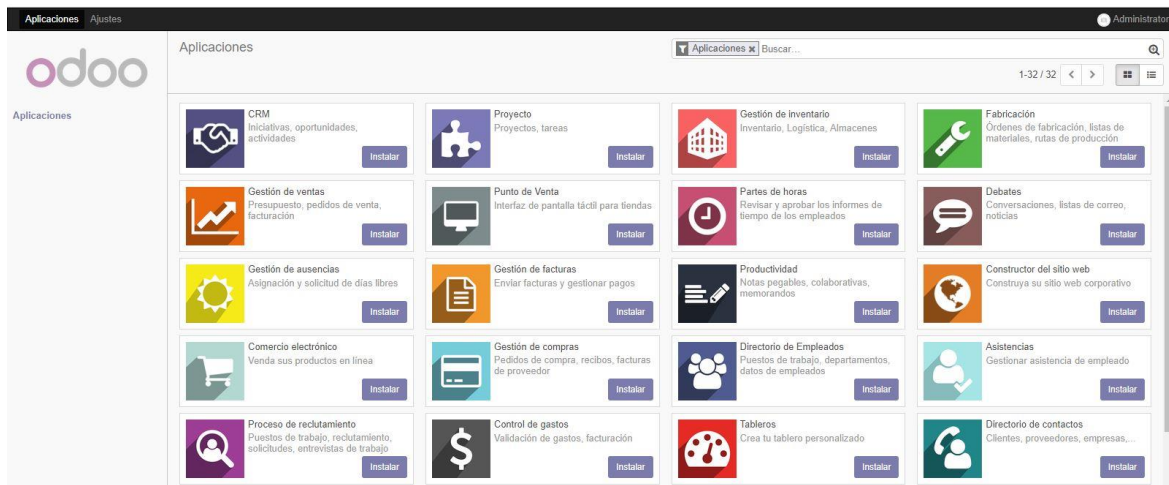 Aplicaciones Ajustes
Administrator
odoo
Aplicaciones
Aplicaciones
Aplicaciones x Buscar...
1-32 / 32
CRM
Iniciativas, oportunidades,
actividades
Instalar
Proyecto
Proyectos, tareas
Instalar
Gestión de inventario
Inventario, Logística, Almacenes
Instalar
Fabricación
Órdenes de fabricación, listas de
materiales, rutas de producción
Instalar
Gestión de ventas
Presupuesto, pedidos de venta,
facturación
Instalar
Punto de Venta
Interfaz de pantalla táctil para tiendas
Instalar
Partes de horas
Revisar y aprobar los informes de
tiempo de los empleados
Instalar
Debates
Conversaciones, listas de correo,
noticias
Instalar
Gestión de ausencias
Asignación y solicitud de días libres
Instalar
Gestión de facturas
Enviar facturas y gestionar pagos
Instalar
Productividad
Notas pegables, colaborativas,
memorandos
Instalar
Constructor del sitio web
Construya su sitio web corporativo
Instalar
Comercio electrónico
Venda sus productos en línea
Instalar
Gestión de compras
Pedidos de compra, recibos, facturas
de proveedor
Instalar
Directorio de Empleados
Puestos de trabajo, departamentos,
datos de empleados
Instalar
Asistencias
Gestionar asistencia de empleado
Instalar
Proceso de reclutamiento
Puestos de trabajo, reclutamiento,
solicitudes, entrevistas de trabajo
Instalar
Control de gastos
Validación de gastos, facturación
Instalar
Tableros
Crea tu tablero personalizado
Instalar
Directorio de contactos
Clientes, proveedores, empresas,...
Instalar